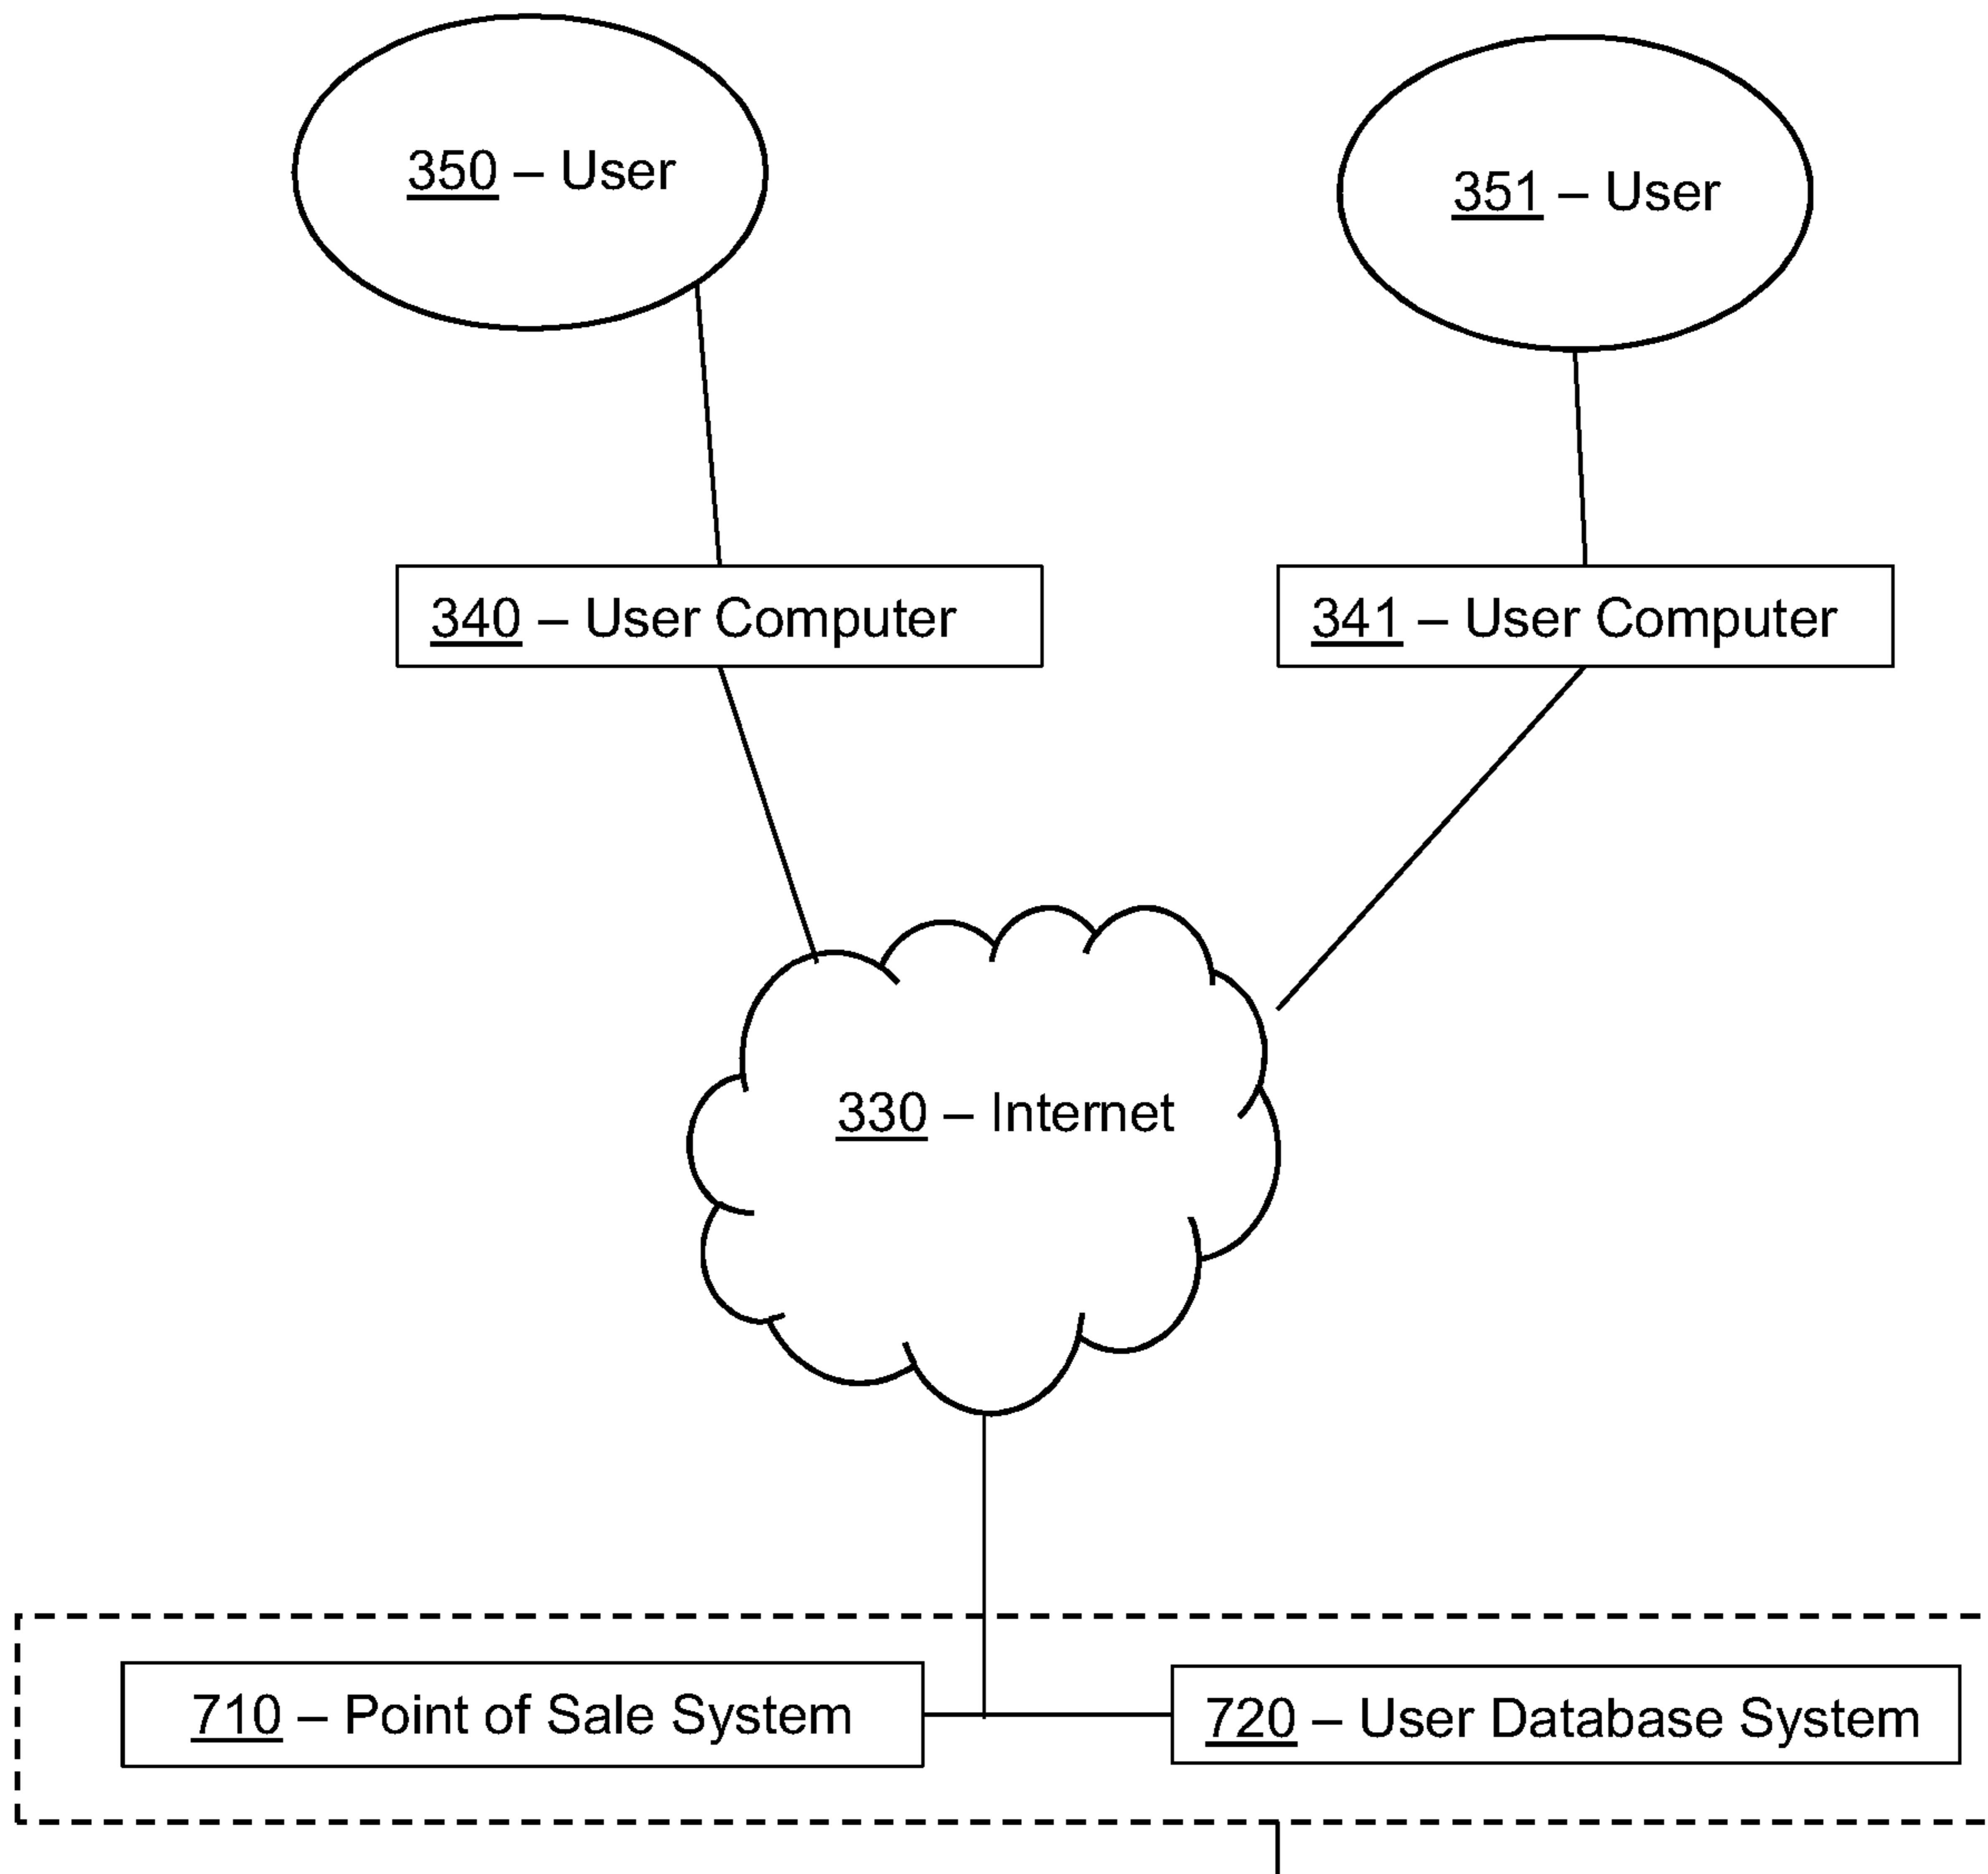 350 – User
351 – User
340 – User Computer
341 – User Computer
330 – Internet
710 – Point of Sale System
720 – User Database System